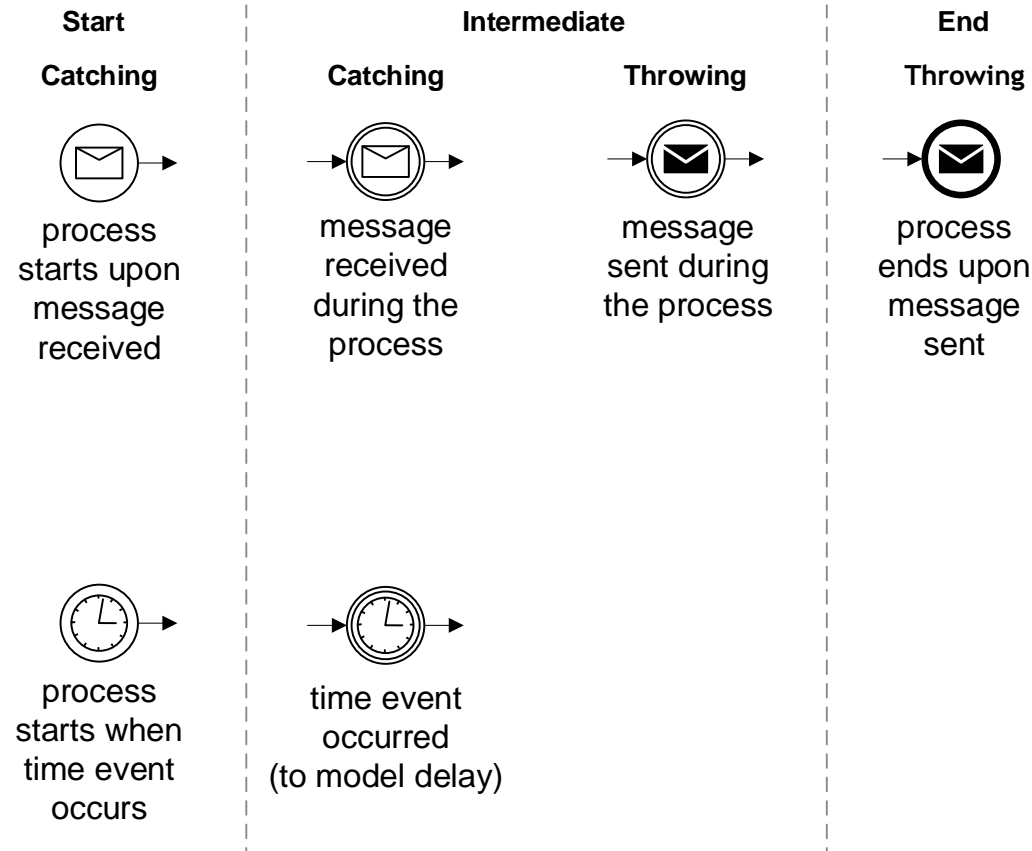 Start
Intermediate
End
Catching
Catching
Throwing
Throwing
process
starts upon
message
received
message
received
during the
process
message
sent during
the process
process
ends upon
message
sent
process
starts when
time event
occurs
time event
occurred
(to model delay)